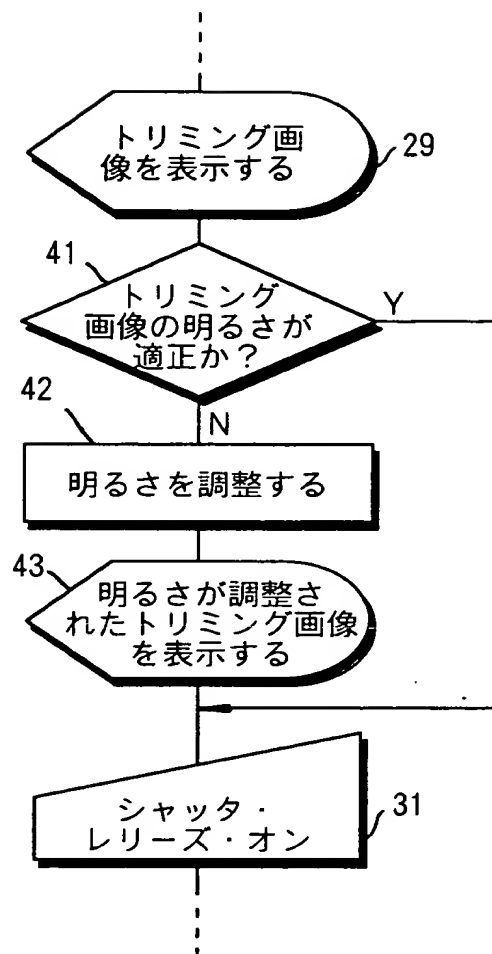 トリミング画
像を表示する
29
41
トリミング
画像の明るさが
適正か？
Y
N
42
明るさを調整する
43
明るさが調整さ
れたトリミング画像
を表示する
シャッタ・
レリーズ・オン
31